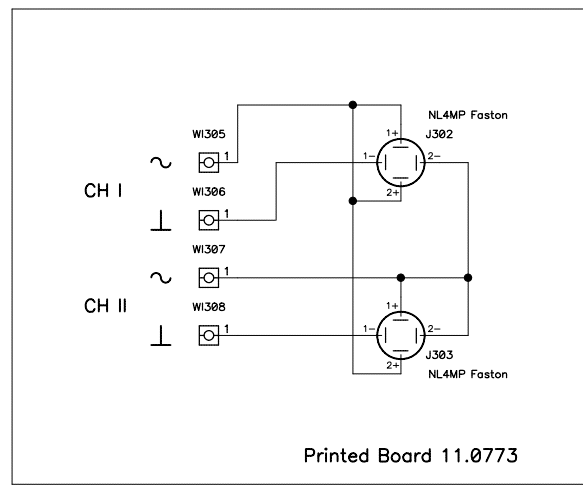 NL4MP Faston
WI305
1+
J302
~
1
1-
2-
CH I
WI306
2+
⊥
1
WI307
~
1
1+
CH II
WI308
1-
2-
⊥
1
J303
2+
NL4MP Faston
Printed Board 11.0773